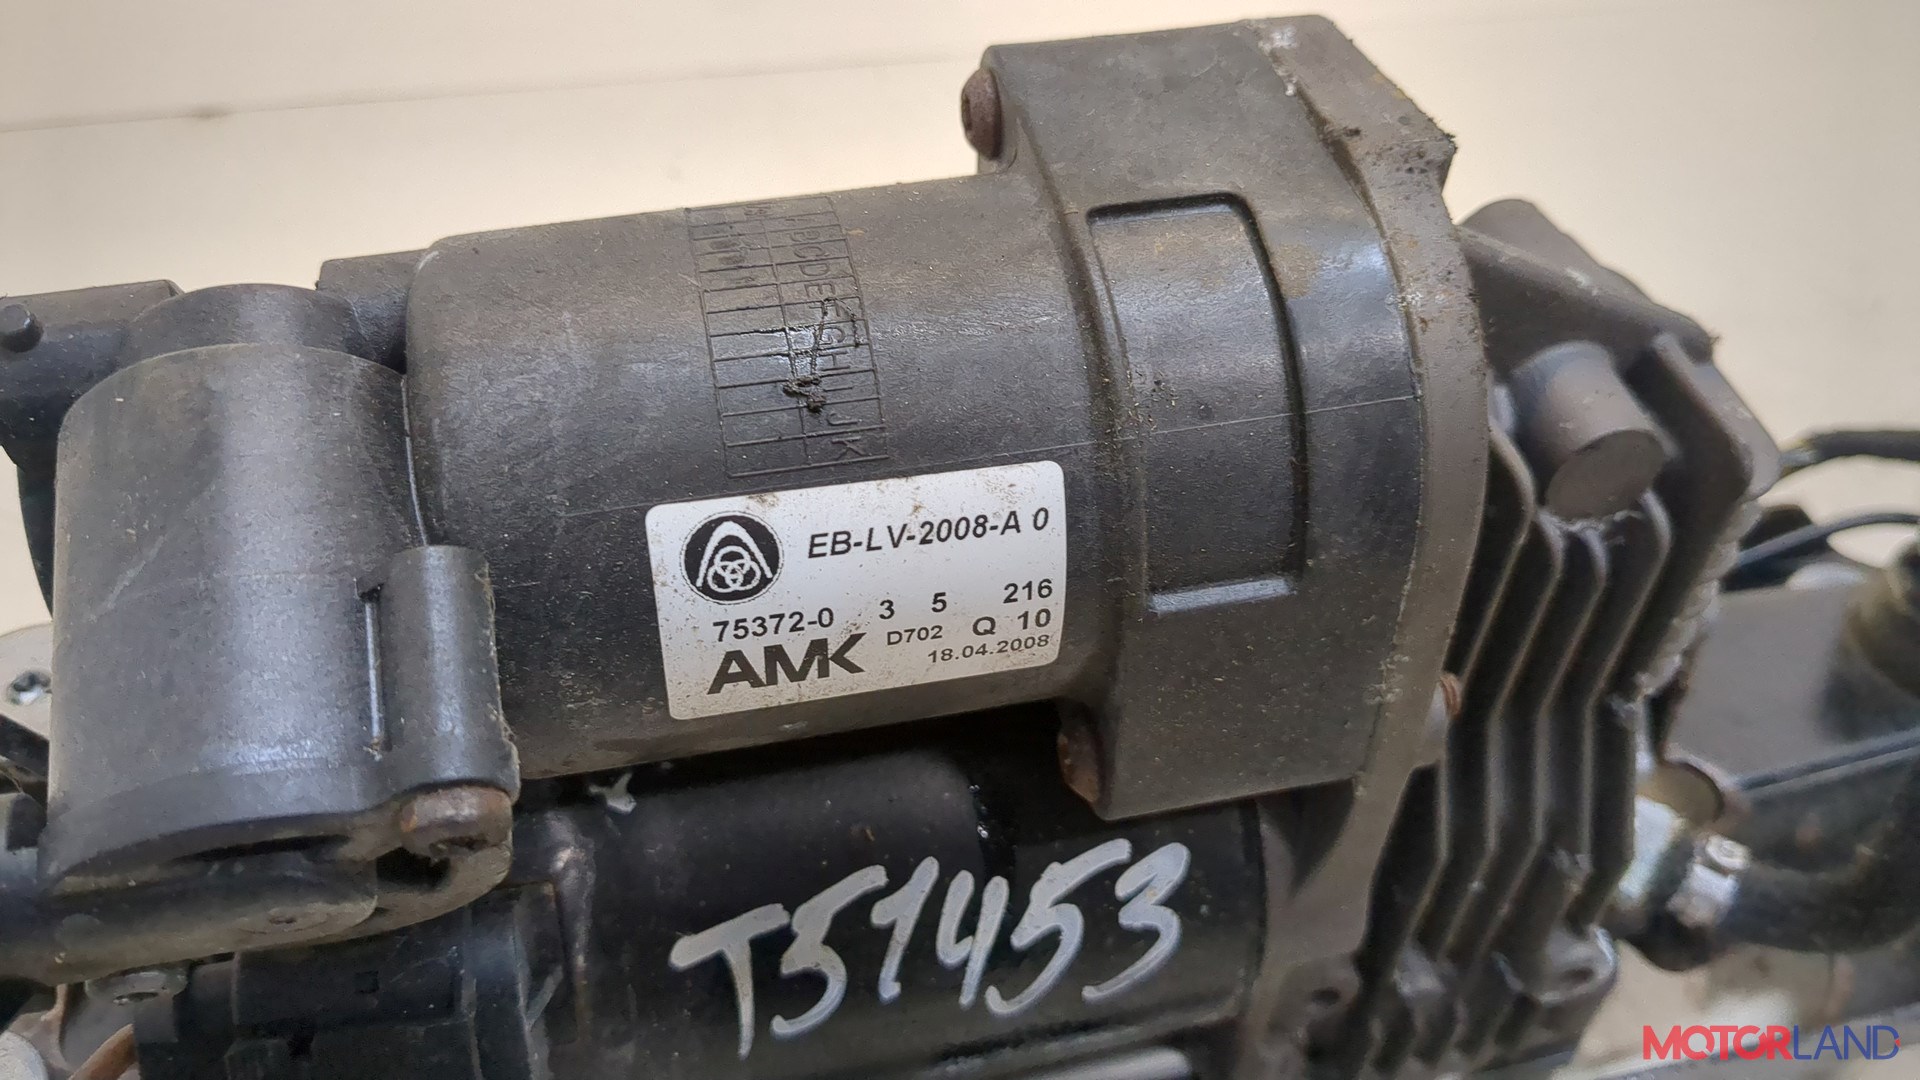 A B C D E F G H I J K
EB-LV-2008-A 0
75372-0 3 5 216
AMK D702 Q 10
18.04.2008
T51453
MOTORLAND